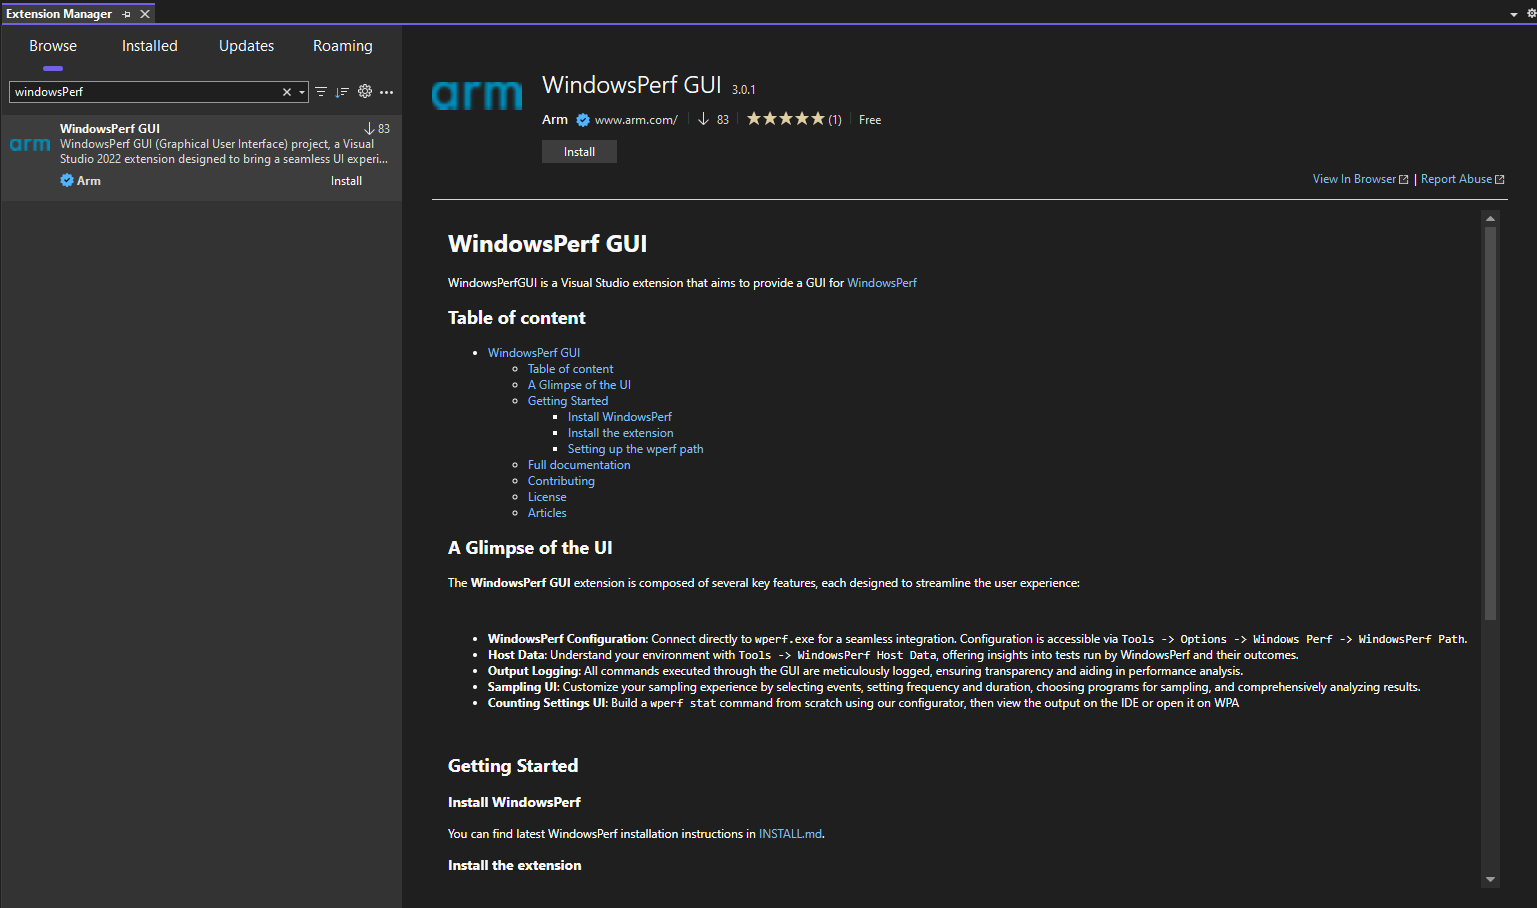 Extension Manager
Browse Installed Updates Roaming
windowsPerf
arm
WindowsPerf GUI 83
WindowsPerf GUI (Graphical User Interface) project, a Visual
Studio 2022 extension designed to bring a seamless UI experi...
Arm Install
arm
WindowsPerf GUI 3.0.1
Arm www.arm.com/ 83 (1) Free
Install
View In Browser | Report Abuse
WindowsPerf GUI
WindowsPerfGUI is a Visual Studio extension that aims to provide a GUI for WindowsPerf
Table of content
• WindowsPerf GUI
◦ Table of content
◦ A Glimpse of the UI
◦ Getting Started
▪ Install WindowsPerf
▪ Install the extension
▪ Setting up the wperf path
◦ Full documentation
◦ Contributing
◦ License
◦ Articles
A Glimpse of the UI
The WindowsPerf GUI extension is composed of several key features, each designed to streamline the user experience:
• WindowsPerf Configuration: Connect directly to wperf.exe for a seamless integration. Configuration is accessible via Tools -> Options -> Windows Perf -> WindowsPerf Path.
• Host Data: Understand your environment with Tools -> WindowsPerf Host Data, offering insights into tests run by WindowsPerf and their outcomes.
• Output Logging: All commands executed through the GUI are meticulously logged, ensuring transparency and aiding in performance analysis.
• Sampling UI: Customize your sampling experience by selecting events, setting frequency and duration, choosing programs for sampling, and comprehensively analyzing results.
• Counting Settings UI: Build a wperf stat command from scratch using our configurator, then view the output on the IDE or open it on WPA
Getting Started
Install WindowsPerf
You can find latest WindowsPerf installation instructions in INSTALL.md.
Install the extension